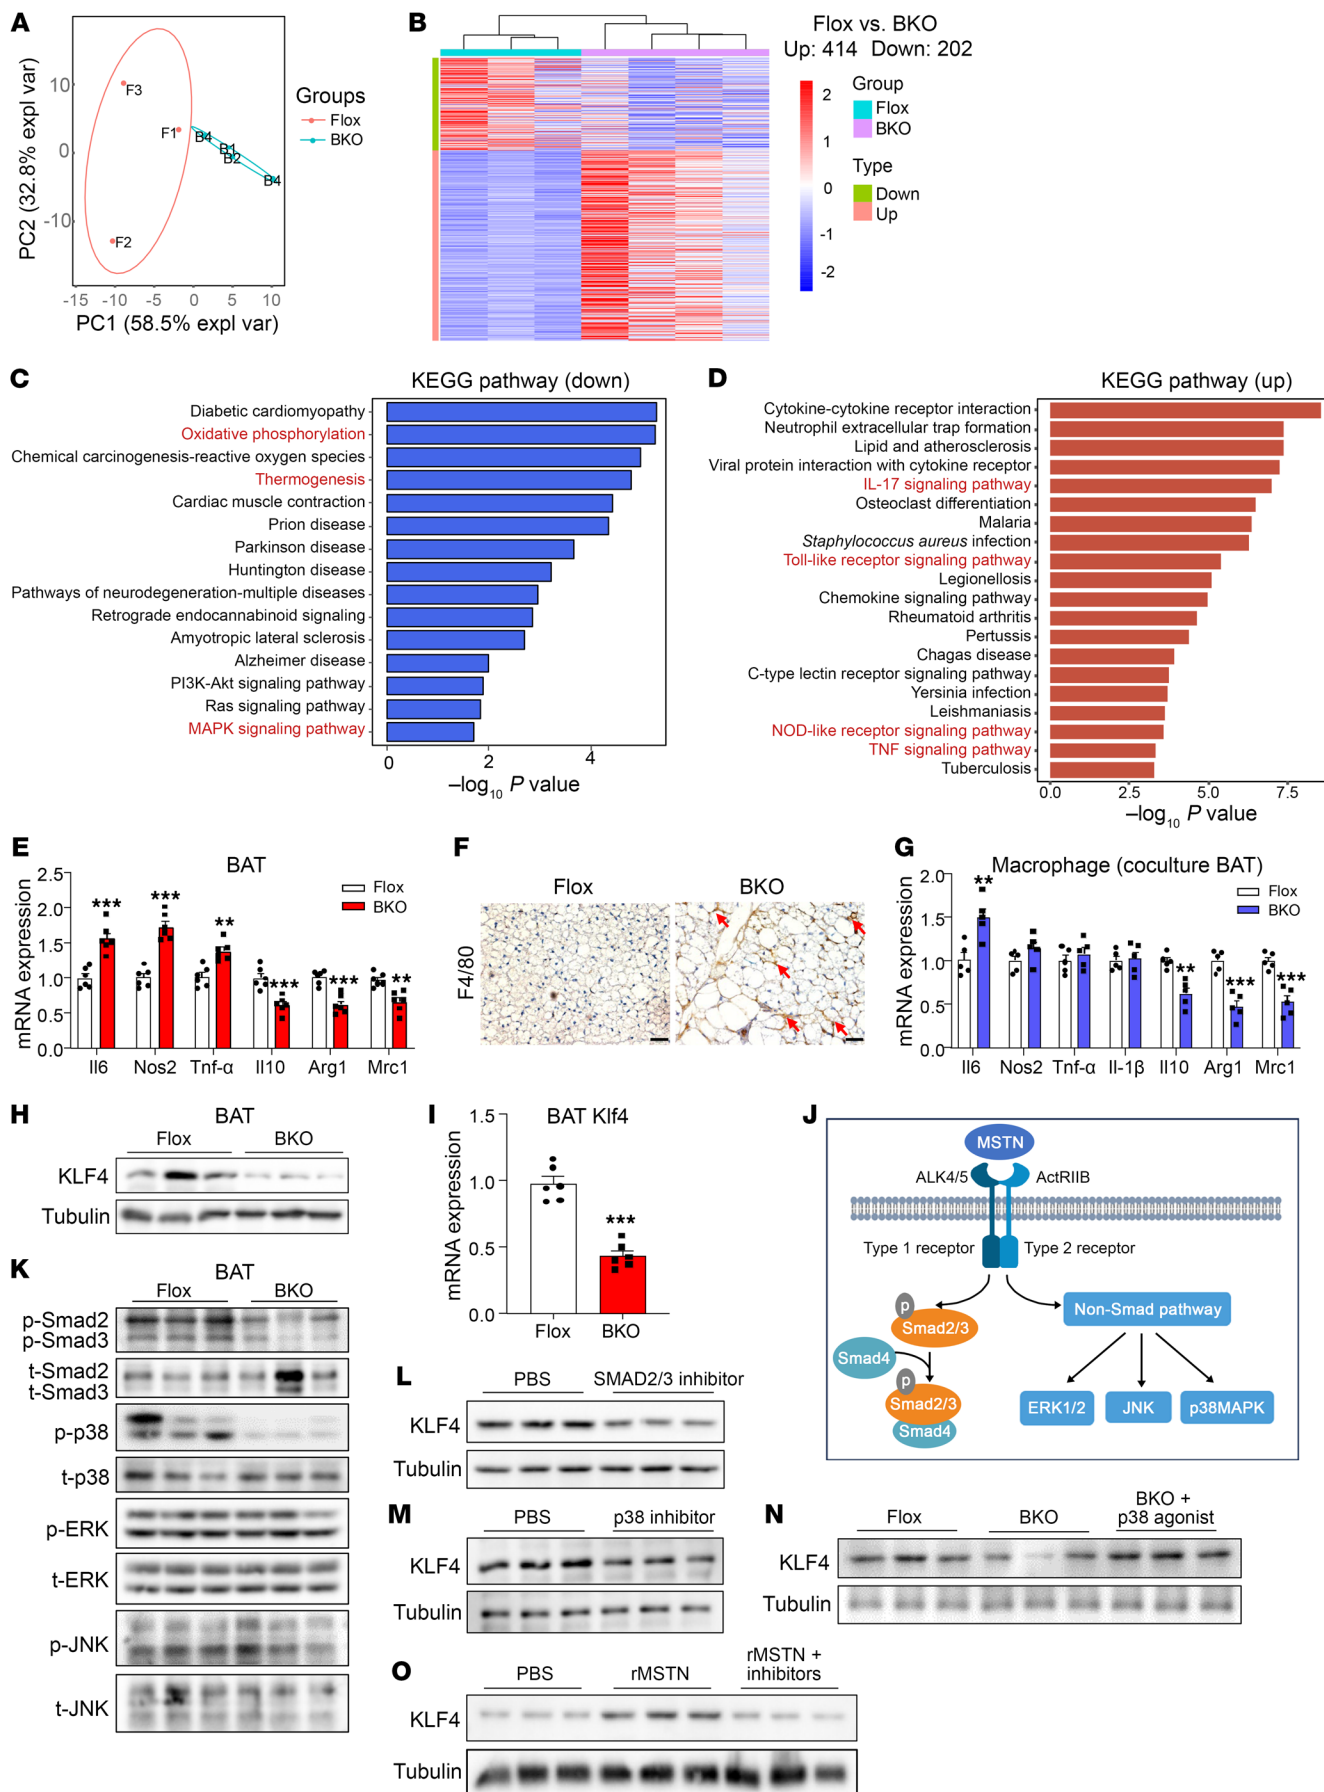 A
PC2 (32.8% expl var)
10
0
-10
F3
F1
F2
B4
B1
B2
B4
-15 -10 -5 0 5 10
PC1 (58.5% expl var)
Groups
Flox
BKO
B
Flox vs. BKO
Up: 414 Down: 202
2
1
0
-1
-2
Group
Flox
BKO
Type
Down
Up
C
KEGG pathway (down)
Diabetic cardiomyopathy
Oxidative phosphorylation
Chemical carcinogenesis-reactive oxygen species
Thermogenesis
Cardiac muscle contraction
Prion disease
Parkinson disease
Huntington disease
Pathways of neurodegeneration-multiple diseases
Retrograde endocannabinoid signaling
Amyotropic lateral sclerosis
Alzheimer disease
PI3K-Akt signaling pathway
Ras signaling pathway
MAPK signaling pathway
0 2 4
–log10 P value
D
KEGG pathway (up)
Cytokine-cytokine receptor interaction
Neutrophil extracellular trap formation
Lipid and atherosclerosis
Viral protein interaction with cytokine receptor
IL-17 signaling pathway
Osteoclast differentiation
Malaria
Staphylococcus aureus infection
Toll-like receptor signaling pathway
Legionellosis
Chemokine signaling pathway
Rheumatoid arthritis
Pertussis
Chagas disease
C-type lectin receptor signaling pathway
Yersinia infection
Leishmaniasis
NOD-like receptor signaling pathway
TNF signaling pathway
Tuberculosis
0.0 2.5 5.0 7.5
–log10 P value
E
BAT
mRNA expression
2.5
2.0
1.5
1.0
0.5
0.0
*** *** ** *** *** **
Flox
BKO
Il6 Nos2 Tnf-α Il10 Arg1 Mrc1
F
Flox BKO
F4/80
G
Macrophage (coculture BAT)
mRNA expression
2.0
1.5
1.0
0.5
0.0
** ** *** ***
Flox
BKO
Il6 Nos2 Tnf-α Il-1β Il10 Arg1 Mrc1
H
BAT
Flox BKO
KLF4
Tubulin
I
BAT Klf4
mRNA expression
1.5
1.0
0.5
0.0
***
Flox BKO
J
MSTN
ALK4/5 ActRIIB
Type 1 receptor Type 2 receptor
p
Smad2/3
Non-Smad pathway
Smad4
p
Smad2/3
Smad4
ERK1/2 JNK p38MAPK
K
BAT
Flox BKO
p-Smad2
p-Smad3
t-Smad2
t-Smad3
p-p38
t-p38
p-ERK
t-ERK
p-JNK
t-JNK
L
PBS SMAD2/3 inhibitor
KLF4
Tubulin
M
PBS p38 inhibitor
KLF4
Tubulin
N
Flox BKO BKO +
p38 agonist
KLF4
Tubulin
O
PBS rMSTN rMSTN +
inhibitors
KLF4
Tubulin